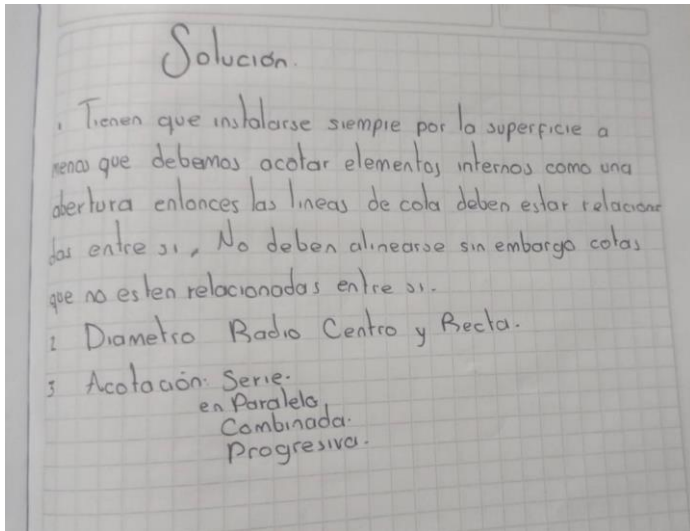 Solución.
. Tienen que instalarse siempre por la superficie a
menos que debemos acotar elementos internos como una
abertura entonces las lineas de cota deben estar relaciona
das entre si, No deben alinearse sin embargo cotas
que no esten relacionadas entre si.
2 Diametro Radio Centro y Recta.
3 Acotación: Serie.
en Paralelo,
Combinada.
Progresiva.